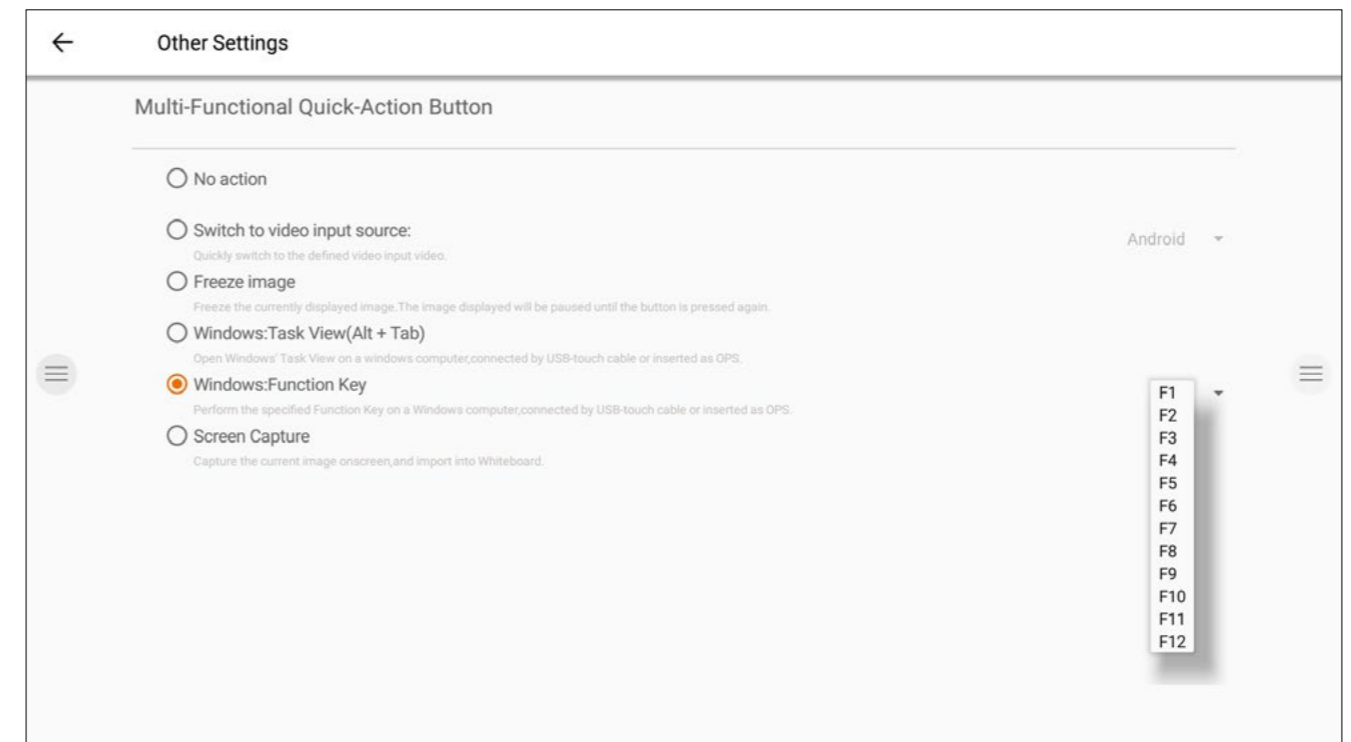 Other Settings
Multi-Functional Quick-Action Button
No action
Switch to video input source:
Android
Quickly switch to the defined video input video.
Freeze image
Freeze the currently displayed image.The image displayed will be paused until the button is pressed again.
Windows:Task View(Alt + Tab)
Open Windows' Task View on a windows computer,connected by USB-touch cable or inserted as OPS.
Windows:Function Key
Perform the specified Function Key on a Windows computer,connected by USB-touch cable or inserted as OPS.
Screen Capture
Capture the current image onscreen,and import into Whiteboard.
F1
F2
F3
F4
F5
F6
F7
F8
F9
F10
F11
F12